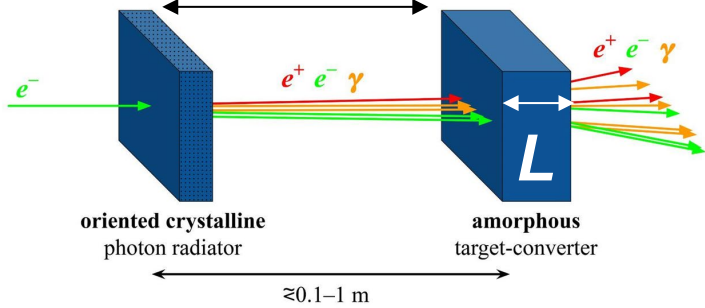 e⁻
e⁺ e⁻ γ
e⁺ e⁻ γ
L
oriented crystalline
photon radiator
amorphous
target-converter
≳0.1–1 m